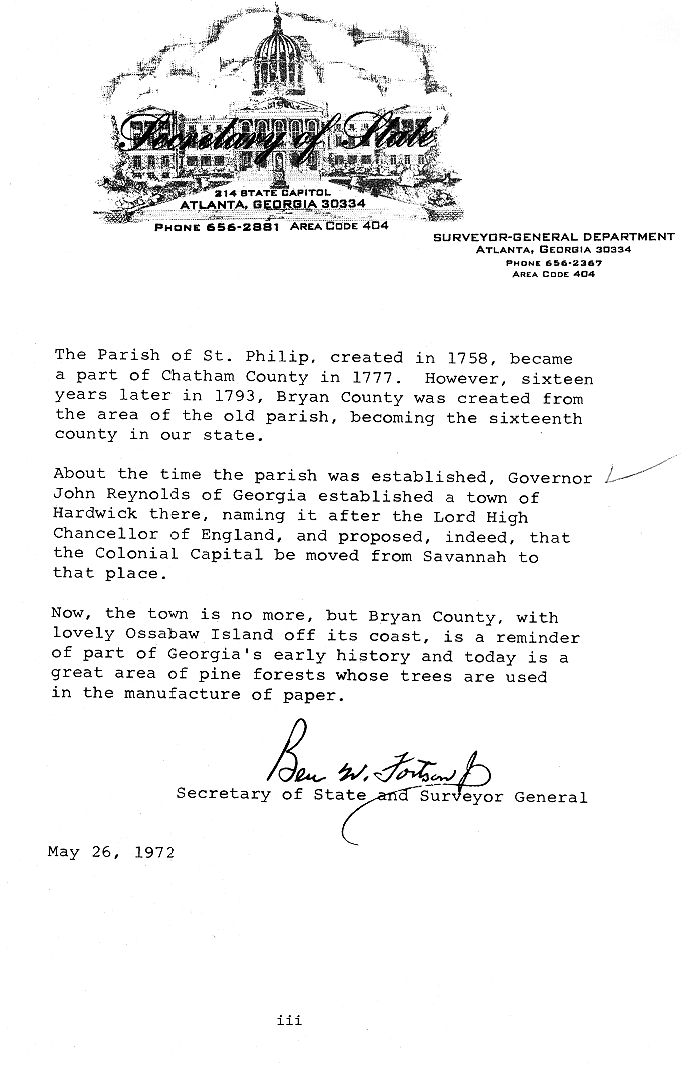 Secretary of State
214 STATE CAPITOL
ATLANTA, GEORGIA 30334
PHONE 656-2881 AREA CODE 404
SURVEYOR-GENERAL DEPARTMENT
ATLANTA, GEORGIA 30334
PHONE 656-2367
AREA CODE 404
The Parish of St. Philip, created in 1758, became
a part of Chatham County in 1777. However, sixteen
years later in 1793, Bryan County was created from
the area of the old parish, becoming the sixteenth
county in our state.
About the time the parish was established, Governor
John Reynolds of Georgia established a town of
Hardwick there, naming it after the Lord High
Chancellor of England, and proposed, indeed, that
the Colonial Capital be moved from Savannah to
that place.
Now, the town is no more, but Bryan County, with
lovely Ossabaw Island off its coast, is a reminder
of part of Georgia's early history and today is a
great area of pine forests whose trees are used
in the manufacture of paper.
Ben W. Fortson Jr
Secretary of State and Surveyor General
May 26, 1972
iii